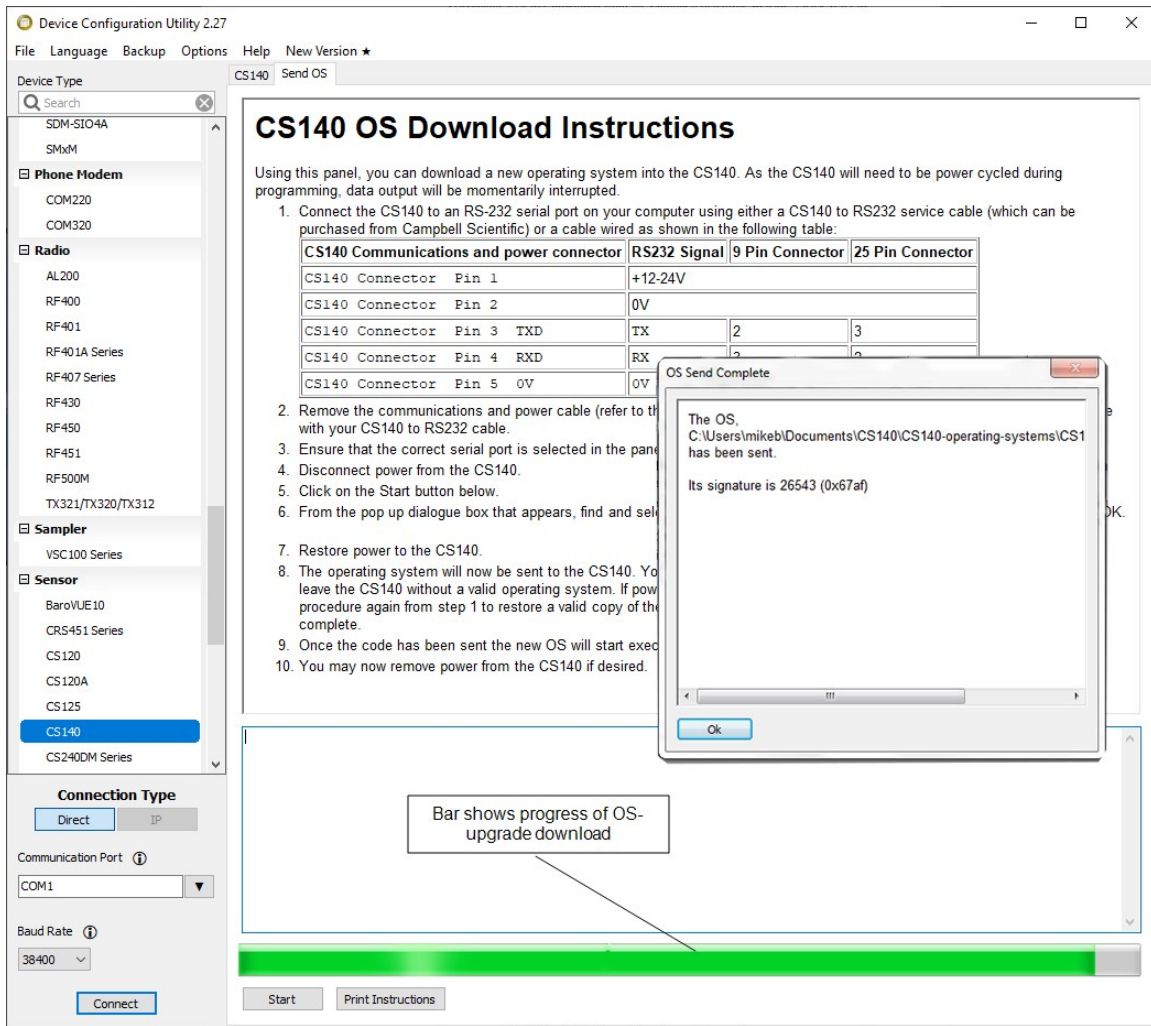 Device Configuration Utility 2.27
File Language Backup Options Help New Version ★
Device Type
Search
SDM-SIO4A
SMxM
Phone Modem
COM220
COM320
Radio
AL200
RF400
RF401
RF401A Series
RF407 Series
RF430
RF450
RF451
RF500M
TX321/TX320/TX312
Sampler
VSC100 Series
Sensor
BaroVUE10
CRS451 Series
CS120
CS120A
CS125
CS140
CS240DM Series
Connection Type
Direct IP
Communication Port
COM1
Baud Rate
38400
Connect
CS140 Send OS
CS140 OS Download Instructions
Using this panel, you can download a new operating system into the CS140. As the CS140 will need to be power cycled during
programming, data output will be momentarily interrupted.
1. Connect the CS140 to an RS-232 serial port on your computer using either a CS140 to RS232 service cable (which can be
purchased from Campbell Scientific) or a cable wired as shown in the following table:
CS140 Communications and power connector RS232 Signal 9 Pin Connector 25 Pin Connector
CS140 Connector Pin 1 +12-24V
CS140 Connector Pin 2 0V
CS140 Connector Pin 3 TXD TX 2 3
CS140 Connector Pin 4 RXD RX
CS140 Connector Pin 5 0V 0V
2. Remove the communications and power cable (refer to th
with your CS140 to RS232 cable.
3. Ensure that the correct serial port is selected in the pane
4. Disconnect power from the CS140.
5. Click on the Start button below.
6. From the pop up dialogue box that appears, find and sel OK.
7. Restore power to the CS140.
8. The operating system will now be sent to the CS140. Yo
leave the CS140 without a valid operating system. If pow
procedure again from step 1 to restore a valid copy of the
complete.
9. Once the code has been sent the new OS will start exec
10. You may now remove power from the CS140 if desired.
OS Send Complete
The OS,
C:\Users\mikeb\Documents\CS140\CS140-operating-systems\CS1
has been sent.
Its signature is 26543 (0x67af)
Ok
Bar shows progress of OS-
upgrade download
Start Print Instructions